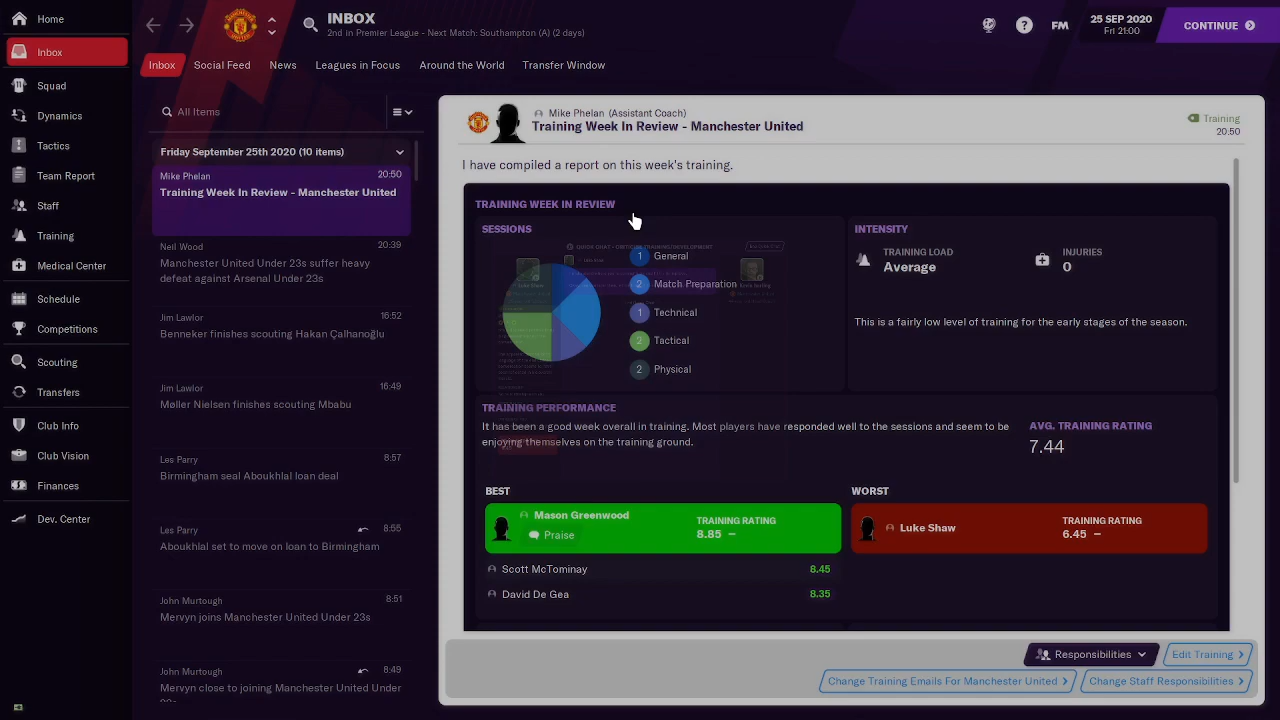 Home
INBOX
2nd in Premier League - Next Match: Southampton (A) (2 days)
FM
25 SEP 2020
Fri 21:00
CONTINUE
Inbox
Inbox
Social Feed
News
Leagues in Focus
Around the World
Transfer Window
Squad
Dynamics
Tactics
Team Report
Staff
Training
Medical Center
Schedule
Competitions
Scouting
Transfers
Club Info
Club Vision
Finances
Dev. Center
All Items
Friday September 25th 2020 (10 items)
Mike Phelan
20:50
Training Week In Review - Manchester United
Neil Wood
20:39
Manchester United Under 23s suffer heavy
defeat against Arsenal Under 23s
Jim Lawlor
16:52
Benneker finishes scouting Hakan Çalhanoğlu
Jim Lawlor
16:49
Møller Nielsen finishes scouting Mbabu
Les Parry
8:57
Birmingham seal Aboukhlal loan deal
Les Parry
8:55
Aboukhlal set to move on loan to Birmingham
John Murtough
8:51
Mervyn joins Manchester United Under 23s
John Murtough
8:49
Mervyn close to joining Manchester United Under
Mike Phelan (Assistant Coach)
Training Week In Review - Manchester United
Training
20:50
I have compiled a report on this week's training.
TRAINING WEEK IN REVIEW
SESSIONS
1 General
2 Match Preparation
1 Technical
2 Tactical
2 Physical
INTENSITY
TRAINING LOAD
Average
INJURIES
0
This is a fairly low level of training for the early stages of the season.
TRAINING PERFORMANCE
It has been a good week overall in training. Most players have responded well to the sessions and seem to be
enjoying themselves on the training ground.
AVG. TRAINING RATING
7.44
BEST
Mason Greenwood
Praise
TRAINING RATING
8.85 –
Scott McTominay
8.45
David De Gea
8.35
WORST
Luke Shaw
TRAINING RATING
6.45 –
Responsibilities
Edit Training
Change Training Emails For Manchester United
Change Staff Responsibilities